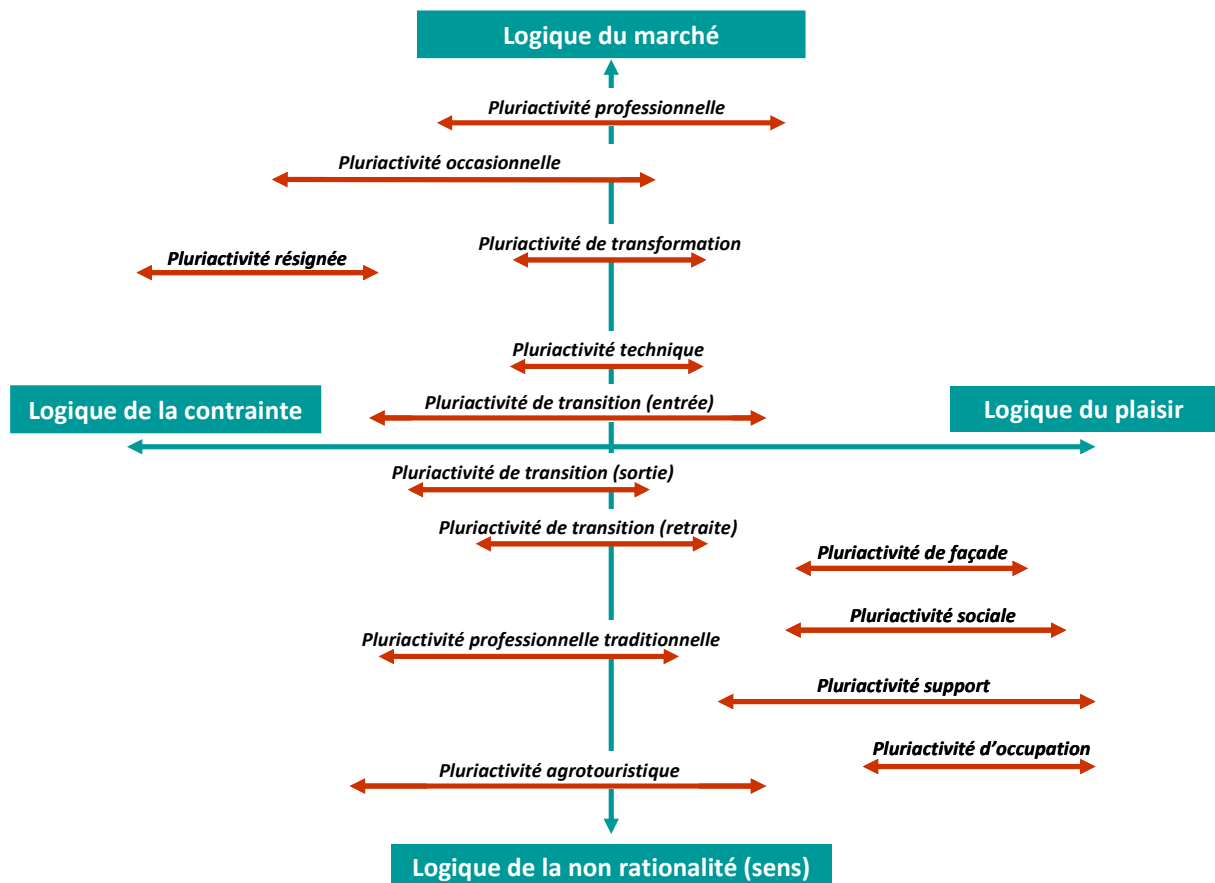 Logique du marché
Pluriactivité professionnelle
Pluriactivité occasionnelle
Pluriactivité de transformation
Pluriactivité résignée
Pluriactivité technique
Pluriactivité de transition (entrée)
Logique de la contrainte
Logique du plaisir
Pluriactivité de transition (sortie)
Pluriactivité de transition (retraite)
Pluriactivité de façade
Pluriactivité sociale
Pluriactivité professionnelle traditionnelle
Pluriactivité support
Pluriactivité d’occupation
Pluriactivité agrotouristique
Logique de la non rationalité (sens)